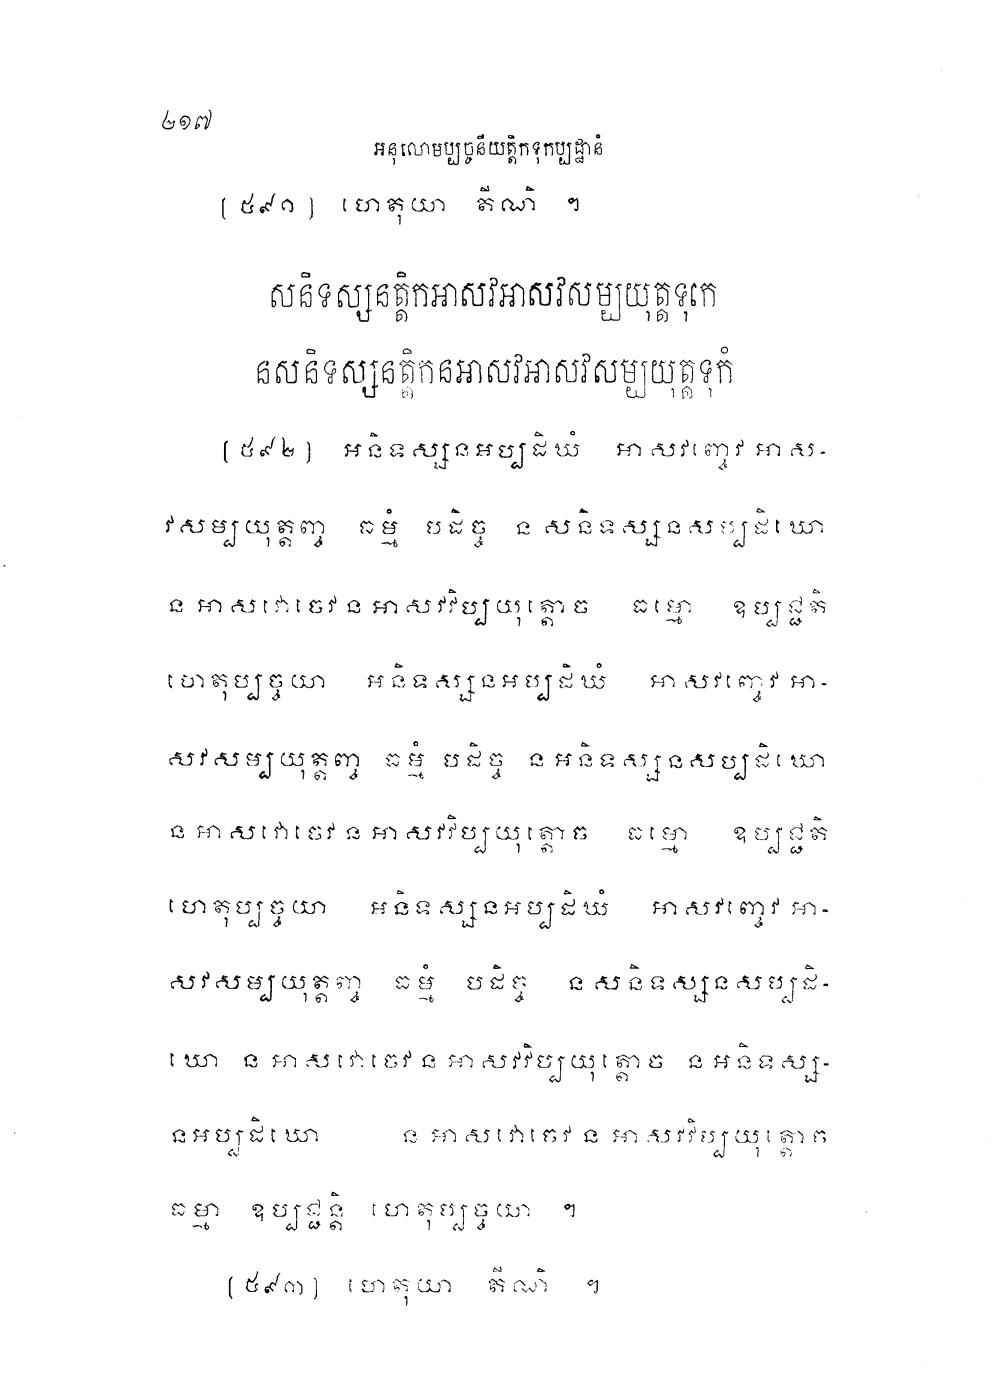 ២១៧
អនុលោមប្បច្ចនីយត្តិកទុកប្បដ្ឋានំ
[ ៥៩១ ] ហេតុយា តីណិ ។
សនិទស្សនត្តិកអាសវអាសវសម្បយុត្តទុកេ
នសនិទស្សនត្តិកនអាសវអាសវសម្បយុត្តទុកំ
[ ៥៩២ ] អនិទស្សនអប្បដិឃំ អាសវញ្ចេវ អាស-
វសម្បយុត្តញ្ច ធម្មំ បដិច្ច ន សនិទស្សនសប្បដិឃោ
ន អាសវោចេវ ន អាសវវិប្បយុត្តោច ធម្មោ ឧប្បជ្ជតិ
ហេតុប្បច្ចយា អនិទស្សនអប្បដិឃំ អាសវញ្ចេវ អា-
សវសម្បយុត្តញ្ច ធម្មំ បដិច្ច ន អនិទស្សនសប្បដិឃោ
ន អាសវោចេវ ន អាសវវិប្បយុត្តោច ធម្មោ ឧប្បជ្ជតិ
ហេតុប្បច្ចយា អនិទស្សនអប្បដិឃំ អាសវញ្ចេវ អា-
សវសម្បយុត្តញ្ច ធម្មំ បដិច្ច ន សនិទស្សនសប្បដិ-
ឃោ ន អាសវោចេវ ន អាសវវិប្បយុត្តោច ន អនិទស្ស-
នអប្បដិឃោ ន អាសវោចេវ ន អាសវវិប្បយុត្តោច
ធម្មា ឧប្បជ្ជន្តិ ហេតុប្បច្ចយា ។
[ ៥៩៣ ] ហេតុយា តីណិ ។